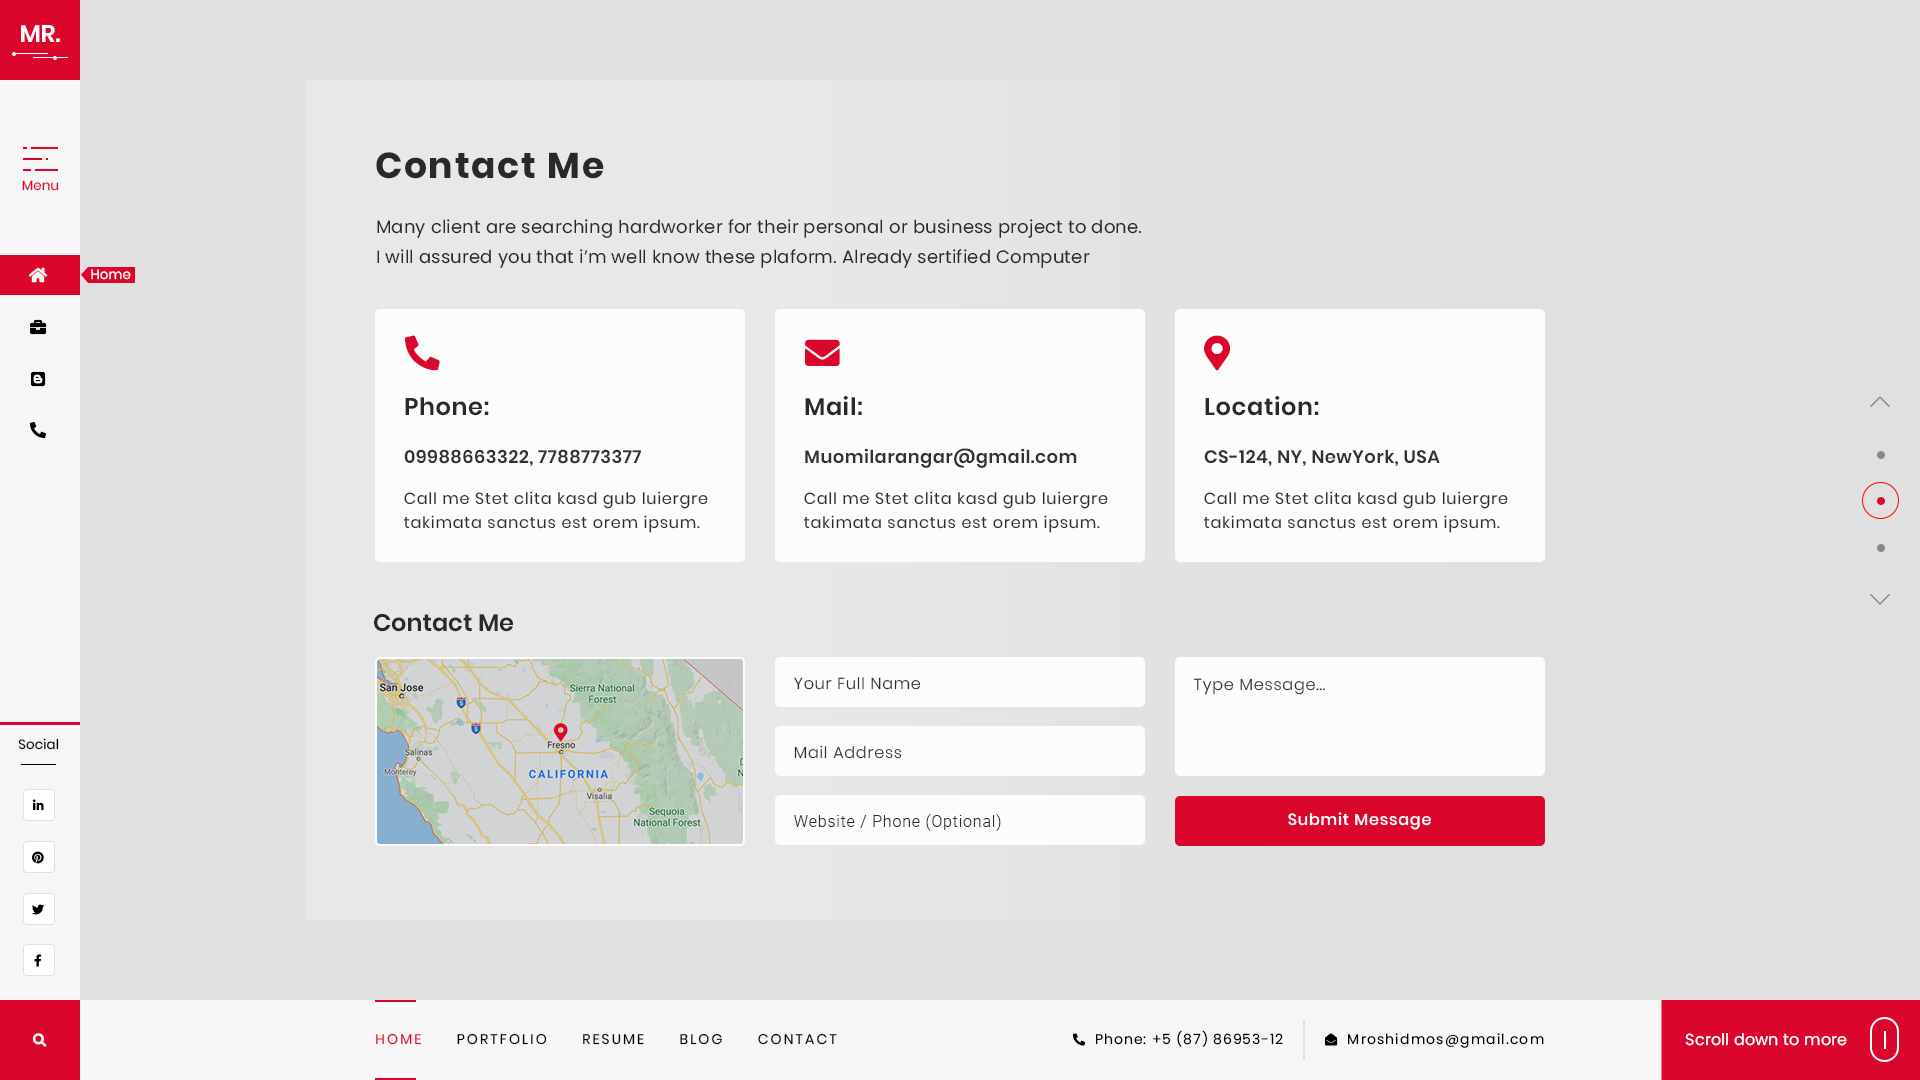 MR.
Menu
Home
Social
Contact Me
Many client are searching hardworker for their personal or business project to done.
I will assured you that i’m well know these plaform. Already sertified Computer
Phone:
09988663322, 7788773377
Call me Stet clita kasd gub luiergre
takimata sanctus est orem ipsum.
Mail:
Muomilarangar@gmail.com
Call me Stet clita kasd gub luiergre
takimata sanctus est orem ipsum.
Location:
CS-124, NY, NewYork, USA
Call me Stet clita kasd gub luiergre
takimata sanctus est orem ipsum.
Contact Me
San Jose
Sierra National
Forest
5
5
Salinas
Fresno
Monterey
CALIFORNIA
Visalia
Sequoia
National Forest
D
N
Your Full Name
Mail Address
Website / Phone (Optional)
Type Message...
Submit Message
HOME
PORTFOLIO
RESUME
BLOG
CONTACT
Phone: +5 (87) 86953-12
Mroshidmos@gmail.com
Scroll down to more